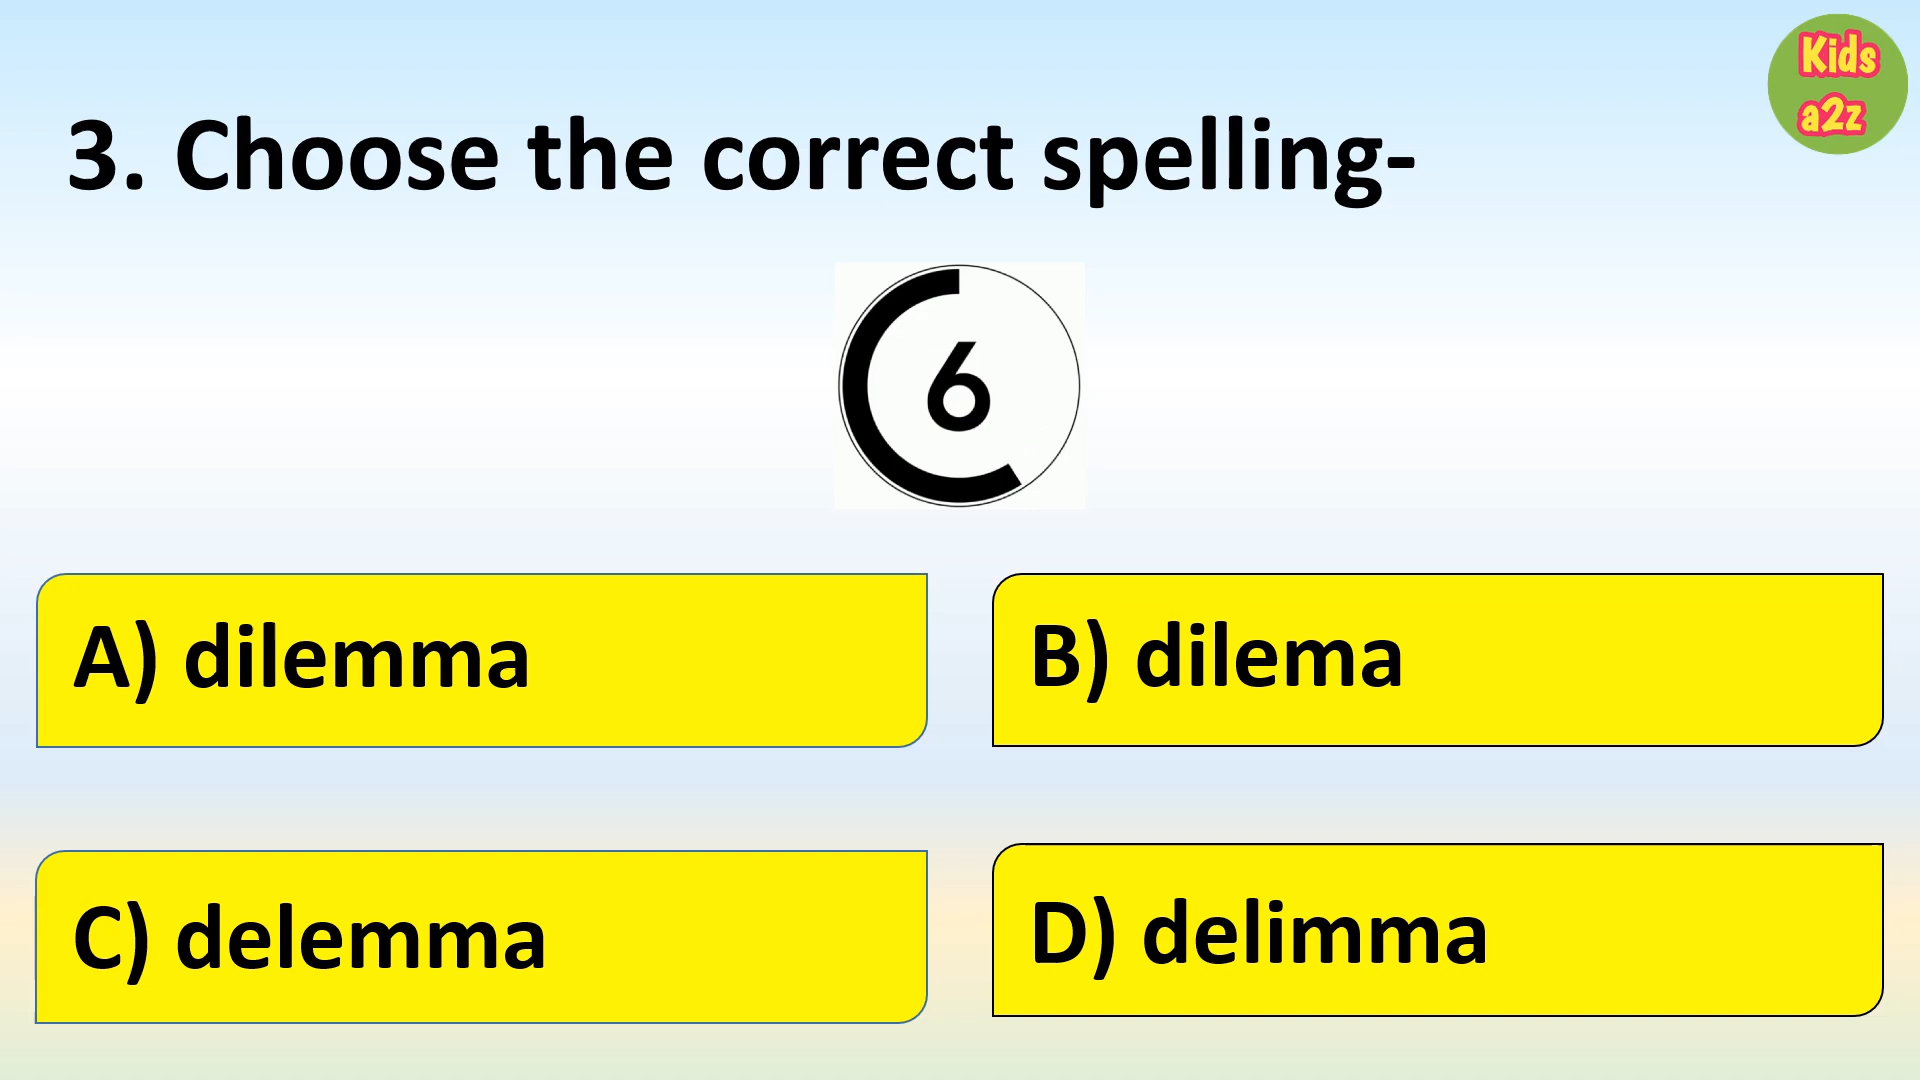 Kids
a2z
3. Choose the correct spelling-
6
A) dilemma
B) dilema
C) delemma
D) delimma